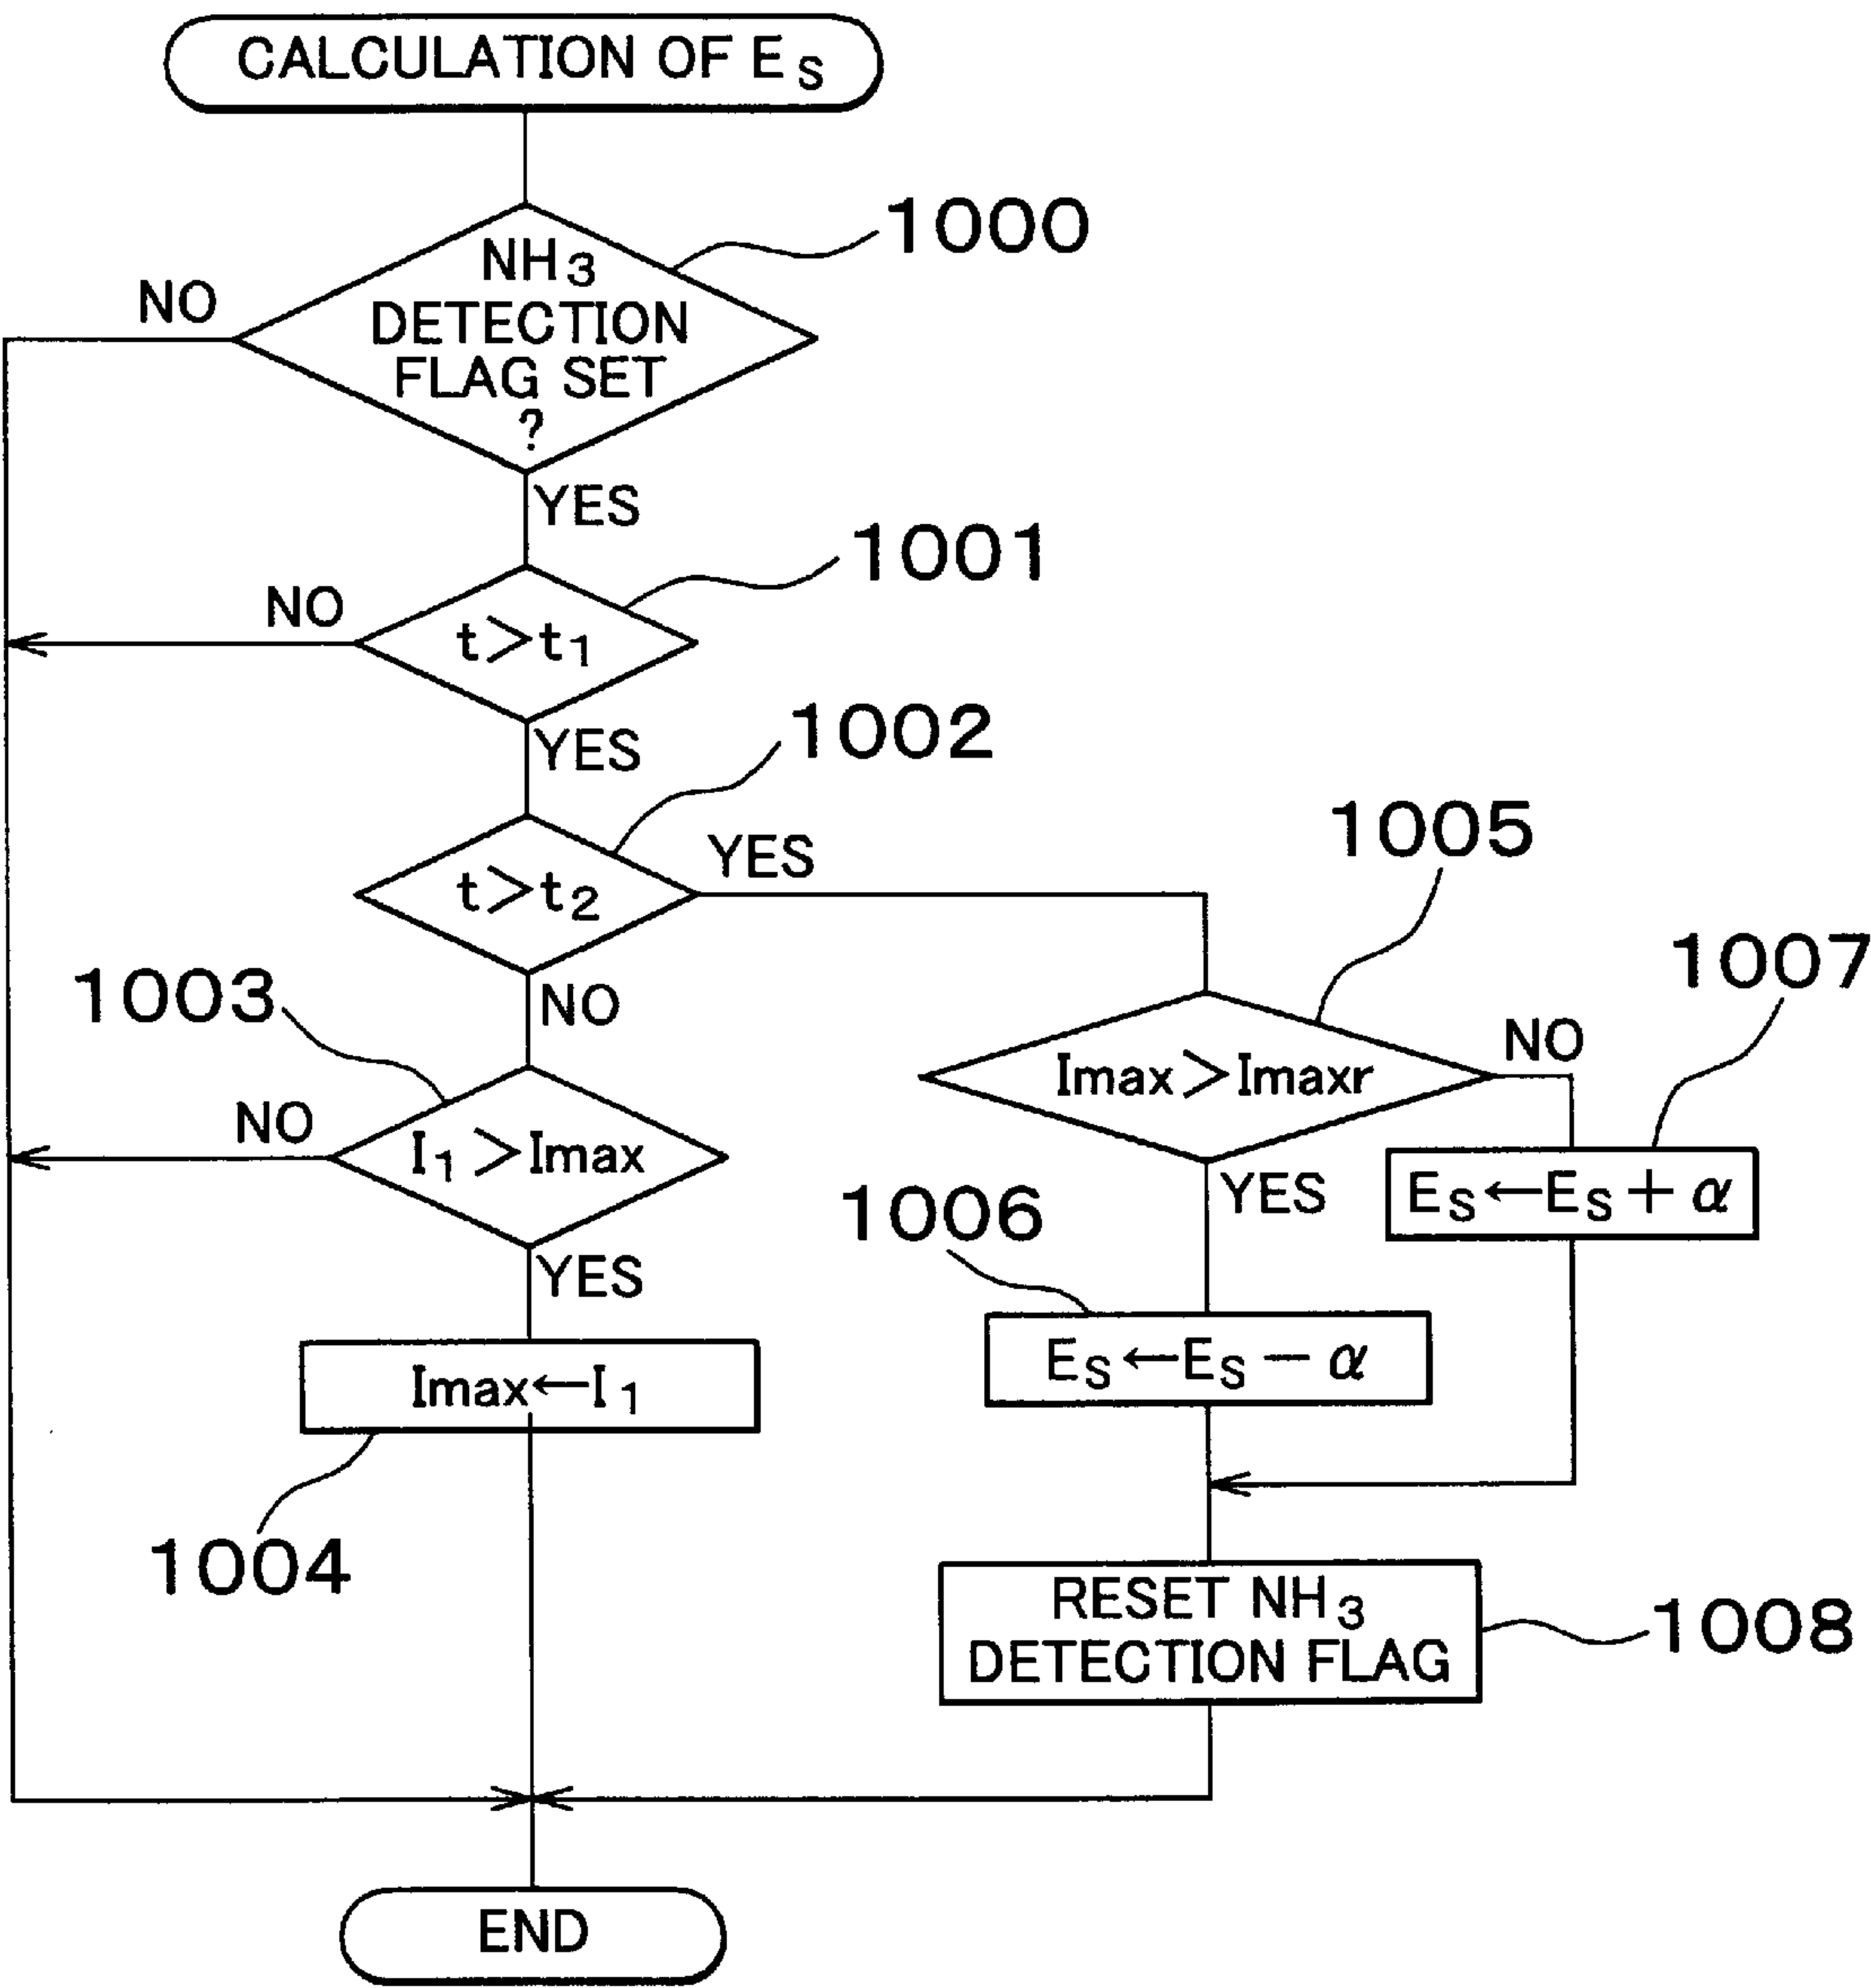 CALCULATION OF ES
1000
NH3
DETECTION
FLAG SET
?
NO
YES
1001
NO
t>t1
YES
1002
t>t2
YES
NO
1005
1007
1003
Imax>Imaxr
NO
NO
I1>Imax
YES
1006
ES←ES+α
YES
ES←ES−α
Imax←I1
1004
RESET NH3
DETECTION FLAG
1008
END